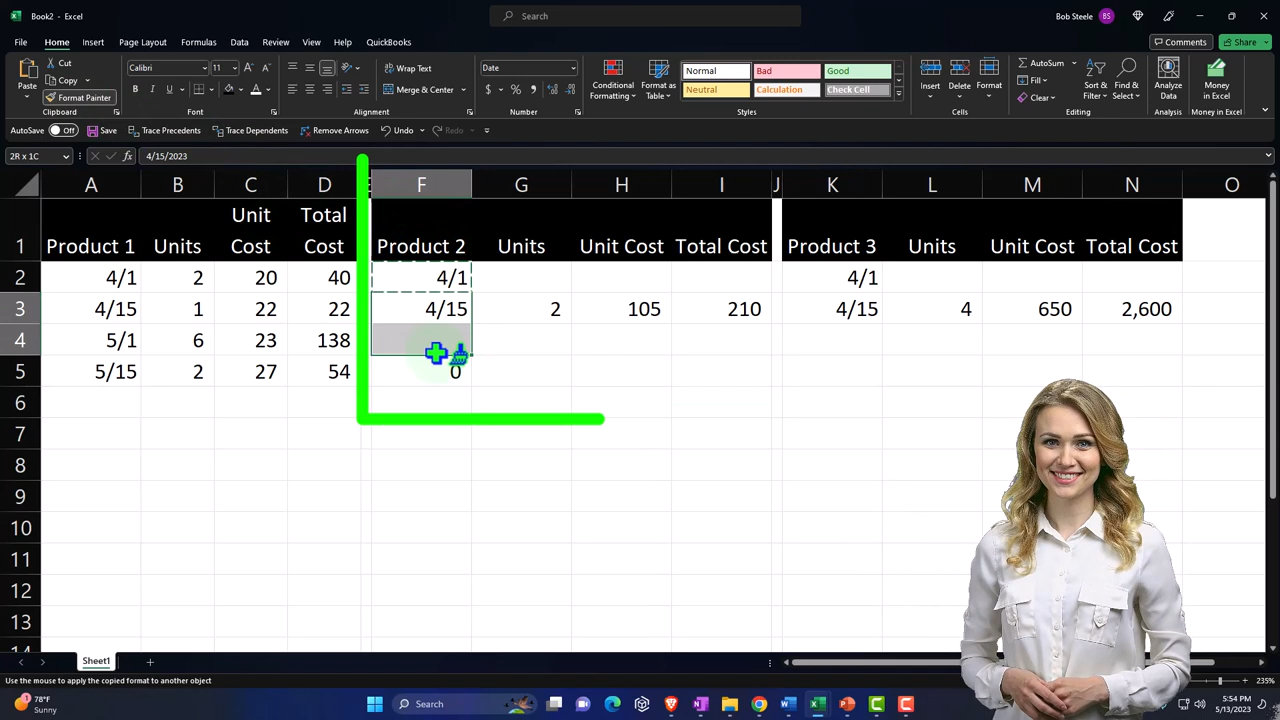 Book2 - Excel
Search
Bob Steele BS
File Home Insert Page Layout Formulas Data Review View Help QuickBooks
Comments Share
Paste
Cut
Copy
Format Painter
Clipboard
Calibri 11
B I U
Font
Wrap Text
Merge & Center
Alignment
Date
$ % ,
Number
Conditional Formatting
Format as Table
Normal Bad Good
Neutral Calculation Check Cell
Styles
Insert Delete Format
Cells
AutoSum
Fill
Clear
Sort & Filter
Find & Select
Editing
Analyze Data
Analysis
Money in Excel
Money in Excel
AutoSave Off Save Trace Precedents Trace Dependents Remove Arrows Undo Redo
2R x 1C fx 4/15/2023
A B C D E F G H I J K L M N O
1 Product 1 Units Unit Cost Total Cost Product 2 Units Unit Cost Total Cost Product 3 Units Unit Cost Total Cost
2 4/1 2 20 40 4/1 4/1
3 4/15 1 22 22 4/15 2 105 210 4/15 4 650 2,600
4 5/1 6 23 138
5 5/15 2 27 54 0
6
7
8
9
10
11
12
13
14
Sheet1
Use the mouse to apply the copied format to another object
235%
78°F
Sunny
Search
5:54 PM
5/13/2023